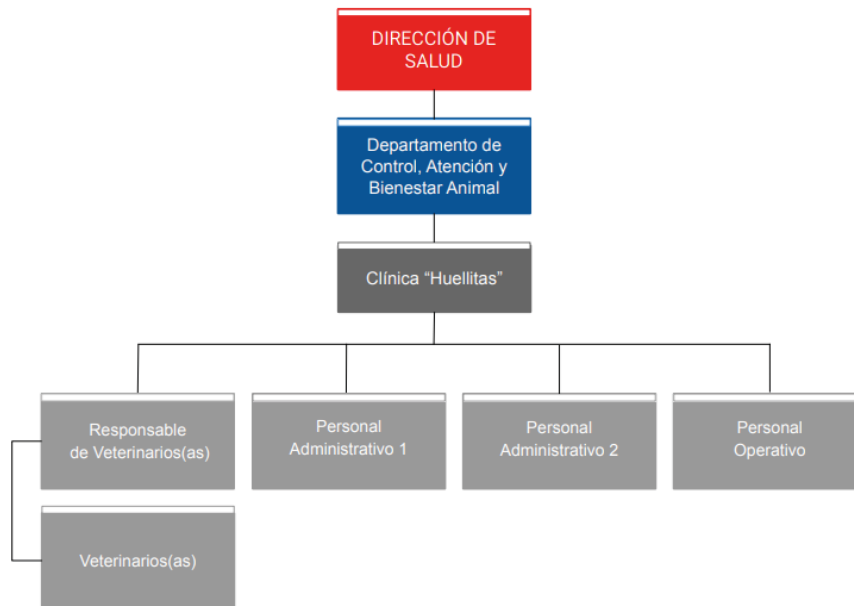 DIRECCIÓN DE
SALUD
Departamento de
Control, Atención y
Bienestar Animal
Clínica “Huellitas”
Responsable
de Veterinarios(as)
Personal
Administrativo 1
Personal
Administrativo 2
Personal
Operativo
Veterinarios(as)